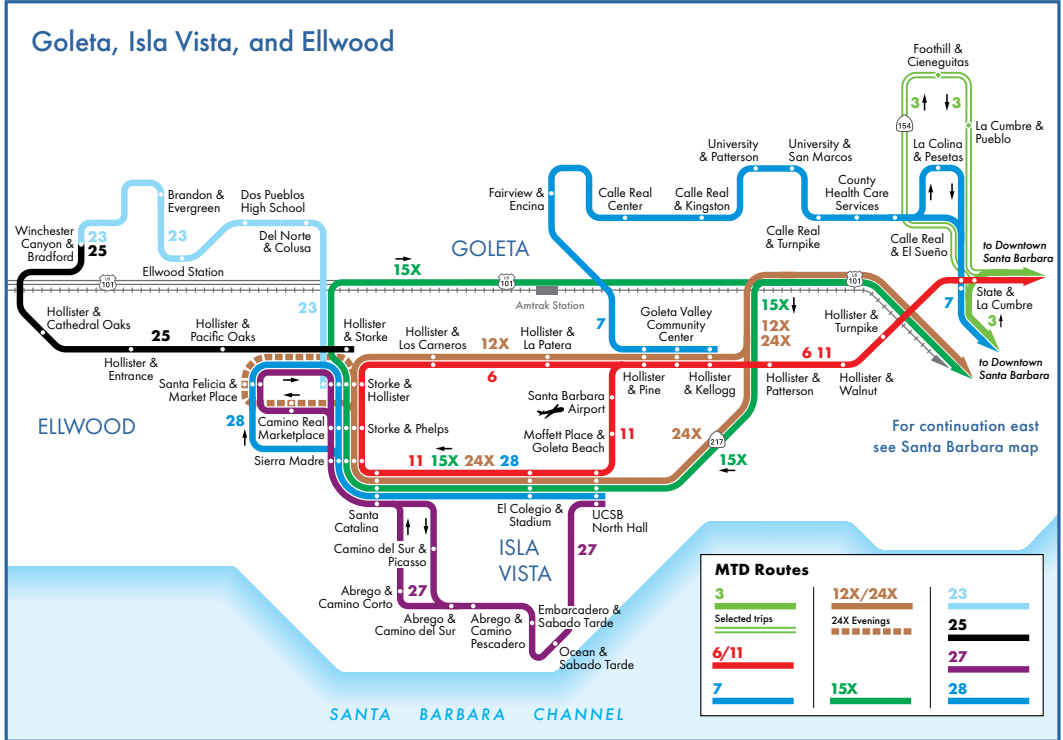 Goleta, Isla Vista, and Ellwood
Foothill &
Cieneguitas
3
3
154
La Cumbre &
Pueblo
University
& Patterson
University &
San Marcos
La Colina
& Pesetas
Brandon &
Evergreen
Dos Pueblos
High School
Fairview &
Encina
Calle Real
Center
Calle Real
& Kingston
County
Health Care
Services
Winchester
Canyon &
Bradford
23
25
23
Del Norte
& Colusa
GOLETA
Calle Real
& Turnpike
Calle Real
& El Sueño
to Downtown
Santa Barbara
Ellwood Station
15X
US
101
US
101
US
101
Amtrak Station
23
7
15X
12X
24X
7
State &
La Cumbre
3
Hollister &
Cathedral Oaks
25
Hollister &
Pacific Oaks
Hollister
& Storke
Hollister &
Los Carneros
12X
Hollister &
La Patera
Goleta Valley
Community
Center
Hollister &
Turnpike
6 11
to Downtown
Santa Barbara
Hollister &
Entrance
6
Hollister
& Pine
Hollister
& Kellogg
Hollister &
Patterson
Hollister &
Walnut
Santa Felicia &
Market Place
Storke &
Hollister
Santa Barbara
Airport
ELLWOOD
28
Camino Real
Marketplace
Storke & Phelps
Moffett Place &
Goleta Beach
11
24X
217
15X
For continuation east
see Santa Barbara map
Sierra Madre
11 15X 24X 28
Santa
Catalina
El Colegio &
Stadium
UCSB
North Hall
ISLA
VISTA
27
Camino del Sur &
Picasso
Abrego &
Camino Corto
27
Abrego &
Camino del Sur
Abrego &
Camino
Pescadero
Embarcadero &
Sabado Tarde
Ocean &
Sabado Tarde
SANTA BARBARA CHANNEL
MTD Routes
3
Selected trips
6/11
7
12X/24X
24X Evenings
15X
23
25
27
28